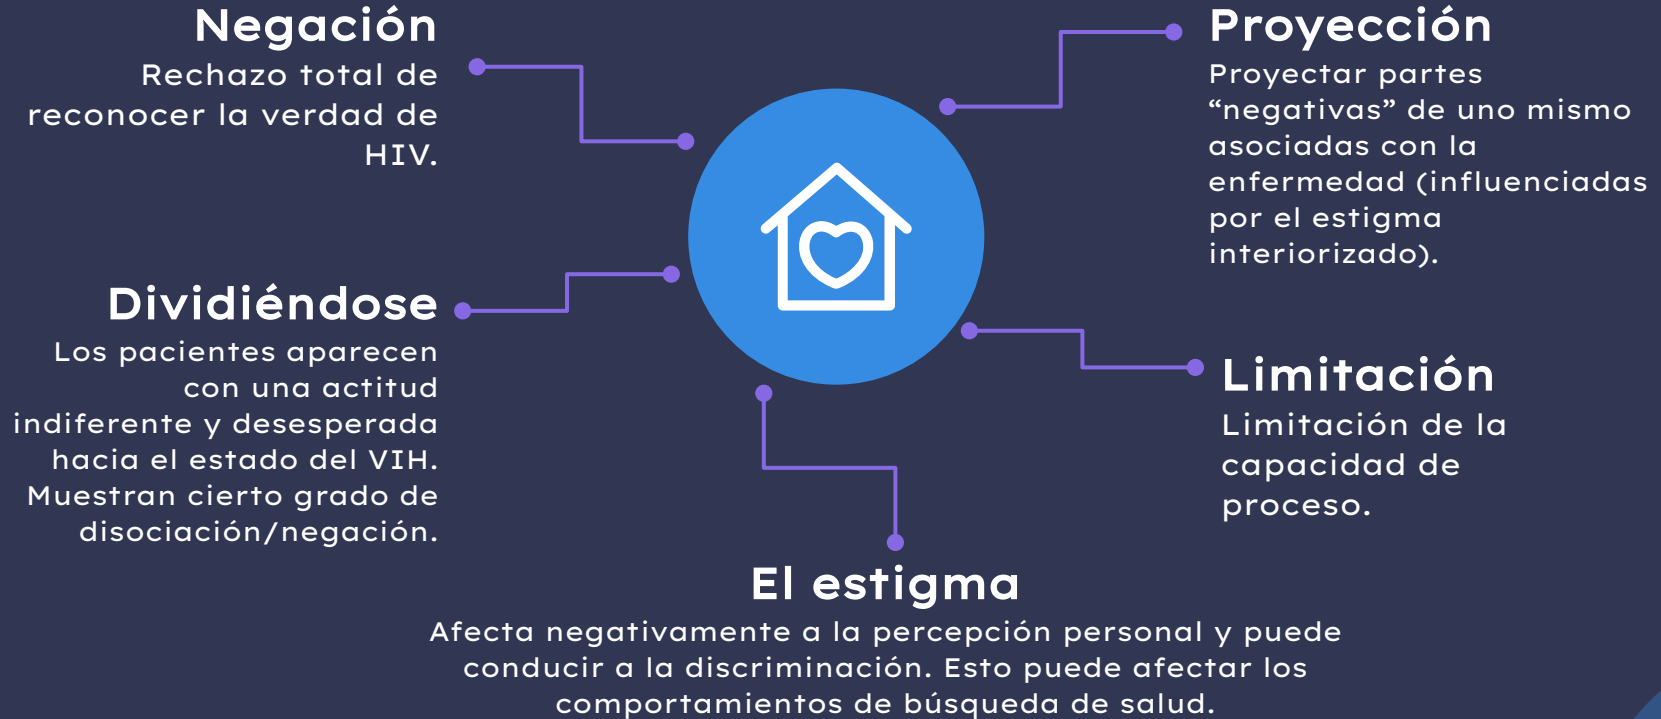 Negación
Rechazo total de
reconocer la verdad de
HIV.
Proyección
Proyectar partes
“negativas” de uno mismo
asociadas con la
enfermedad (influenciadas
por el estigma
interiorizado).
Dividiéndose
Los pacientes aparecen
con una actitud
indiferente y desesperada
hacia el estado del VIH.
Muestran cierto grado de
disociación/negación.
Limitación
Limitación de la
capacidad de
proceso.
El estigma
Afecta negativamente a la percepción personal y puede
conducir a la discriminación. Esto puede afectar los
comportamientos de búsqueda de salud.